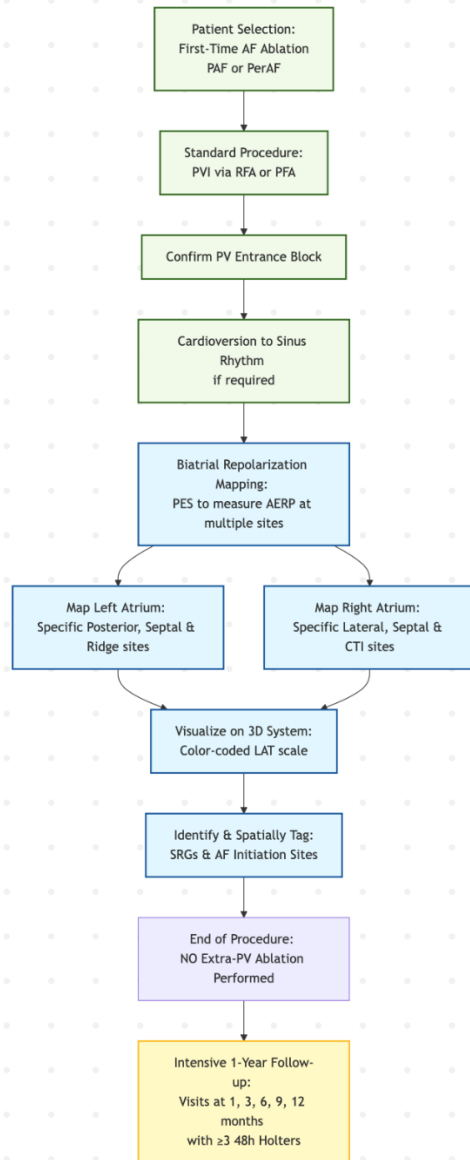 Patient Selection:
First-Time AF Ablation
PAF or PerAF
Standard Procedure:
PVI via RFA or PFA
Confirm PV Entrance Block
Cardioversion to Sinus
Rhythm
if required
Biatrial Repolarization
Mapping:
PES to measure AERP at
multiple sites
Map Left Atrium:
Specific Posterior, Septal &
Ridge sites
Map Right Atrium:
Specific Lateral, Septal &
CTI sites
Visualize on 3D System:
Color-coded LAT scale
Identify & Spatially Tag:
SRGs & AF Initiation Sites
End of Procedure:
NO Extra-PV Ablation
Performed
Intensive 1-Year Follow-
up:
Visits at 1, 3, 6, 9, 12
months
with ≥3 48h Holters